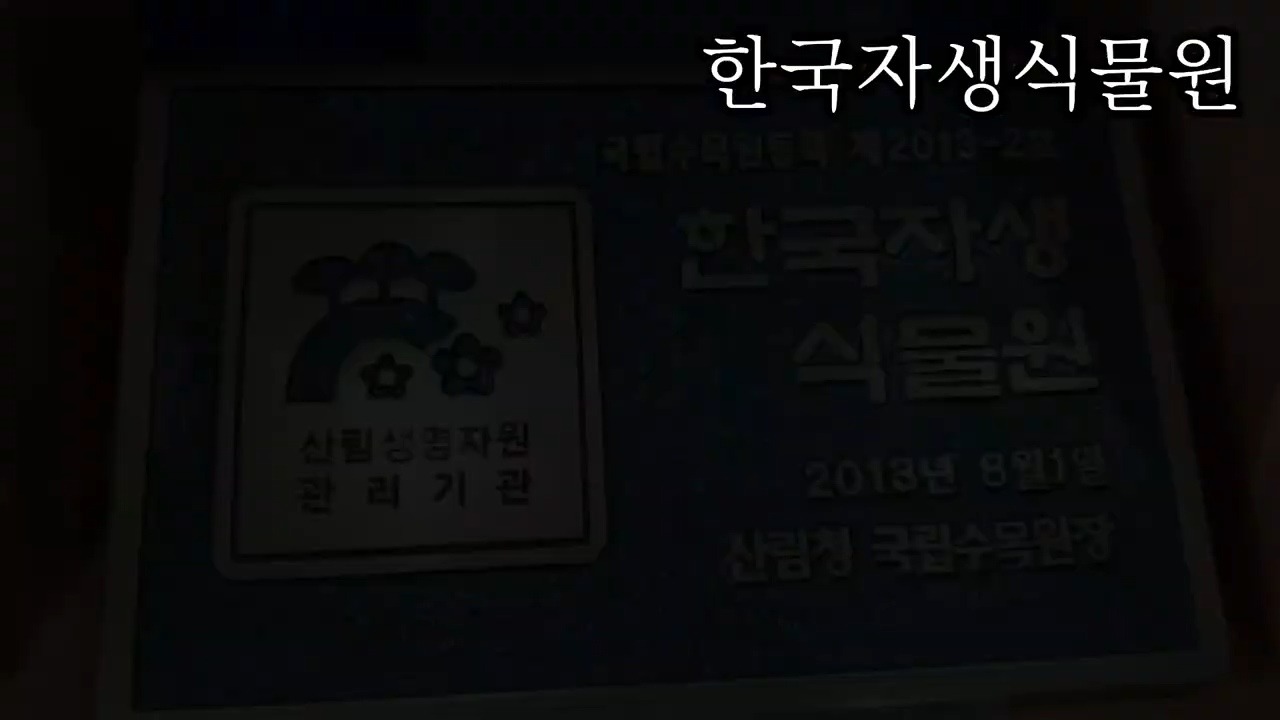 한국자생식물원
국립수목원등록 제2013-2호
한국자생
식물원
2013년 8월1일
산림청 국립수목원장
산림생명자원
관리기관